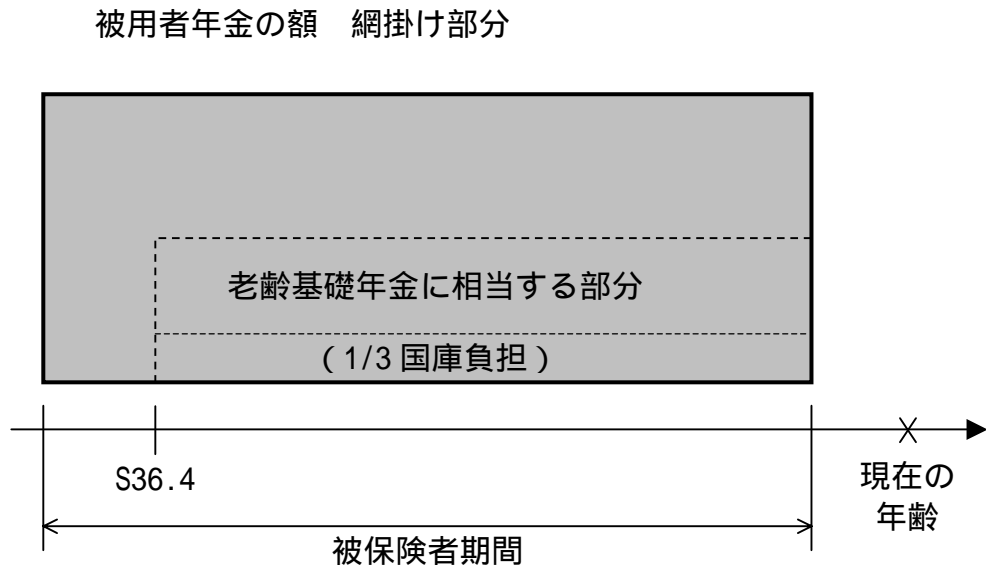 被用者年金の額　網掛け部分
老齢基礎年金に相当する部分
（1/3 国庫負担）
S36.4
現在の
年齢
被保険者期間